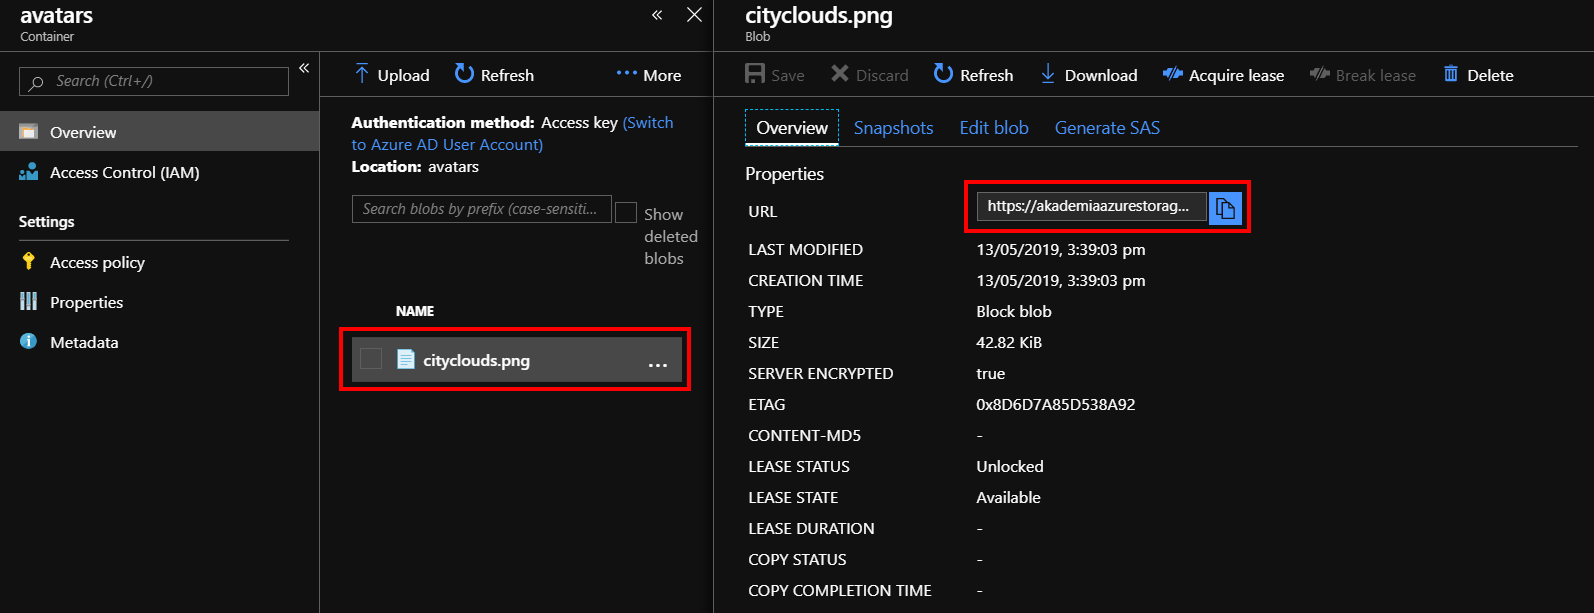 avatars
Container
Search (Ctrl+/)
Overview
Access Control (IAM)
Settings
Access policy
Properties
Metadata
Upload
Refresh
More
Authentication method: Access key (Switch
to Azure AD User Account)
Location: avatars
Search blobs by prefix (case-sensiti...
Show
deleted
blobs
NAME
cityclouds.png
cityclouds.png
Blob
Save
Discard
Refresh
Download
Acquire lease
Break lease
Delete
Overview
Snapshots
Edit blob
Generate SAS
Properties
URL https://akademiaazurestorag...
LAST MODIFIED 13/05/2019, 3:39:03 pm
CREATION TIME 13/05/2019, 3:39:03 pm
TYPE Block blob
SIZE 42.82 KiB
SERVER ENCRYPTED true
ETAG 0x8D6D7A85D538A92
CONTENT-MD5 -
LEASE STATUS Unlocked
LEASE STATE Available
LEASE DURATION -
COPY STATUS -
COPY COMPLETION TIME -